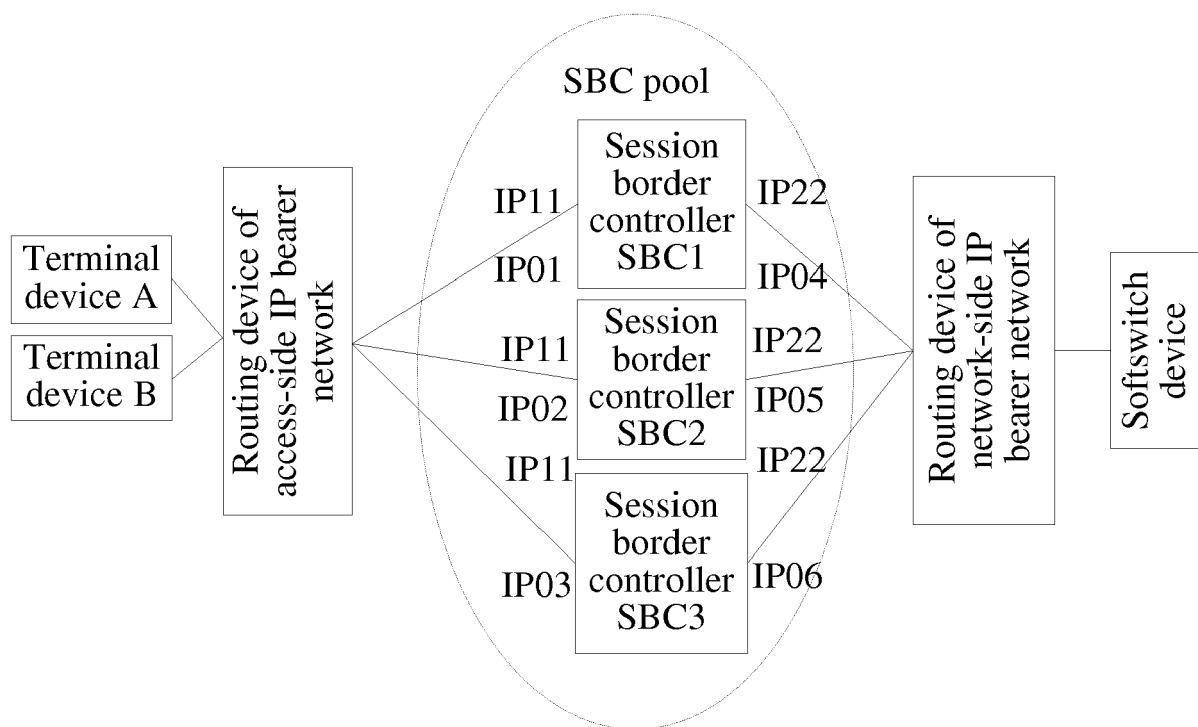 SBC pool
Terminal
device A
Terminal
device B
Routing device of
access-side IP bearer
network
IP11
IP01
Session
border
controller
SBC1
IP22
IP04
IP11
IP02
Session
border
controller
SBC2
IP22
IP05
IP11
IP03
Session
border
controller
SBC3
IP22
IP06
Routing device of
network-side IP
bearer network
Softswitch
device